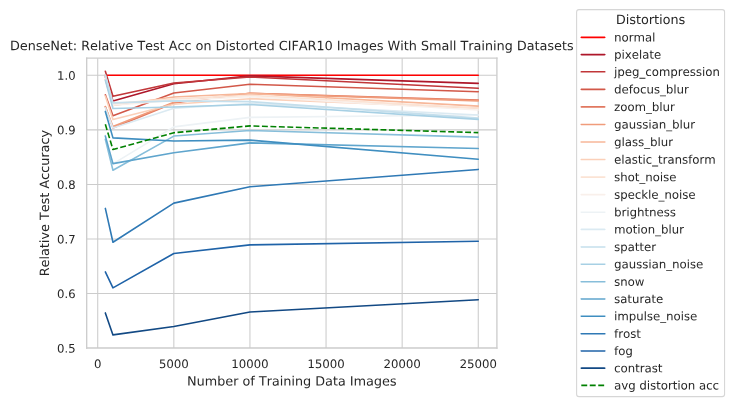 DenseNet: Relative Test Acc on Distorted CIFAR10 Images With Small Training Datasets
Relative Test Accuracy
1.0
0.9
0.8
0.7
0.6
0.5
0
5000
10000
15000
20000
25000
Number of Training Data Images
Distortions
normal
pixelate
jpeg_compression
defocus_blur
zoom_blur
gaussian_blur
glass_blur
elastic_transform
shot_noise
speckle_noise
brightness
motion_blur
spatter
gaussian_noise
snow
saturate
impulse_noise
frost
fog
contrast
avg distortion acc